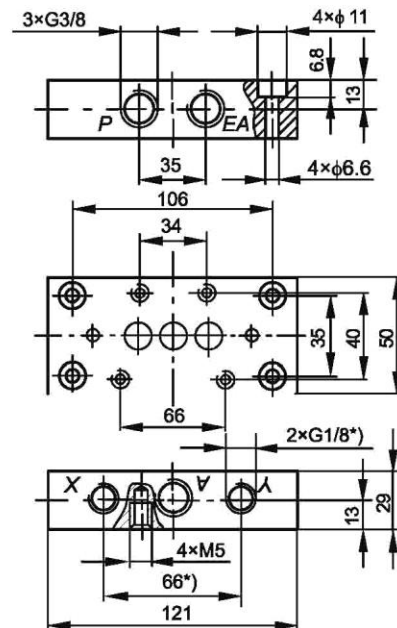 3×G3/8
4×ϕ 11
6.8
13
P
EA
35
4×ϕ6.6
106
34
35
40
50
66
2×G1/8*)
X
A
Y
13
29
4×M5
66*)
121